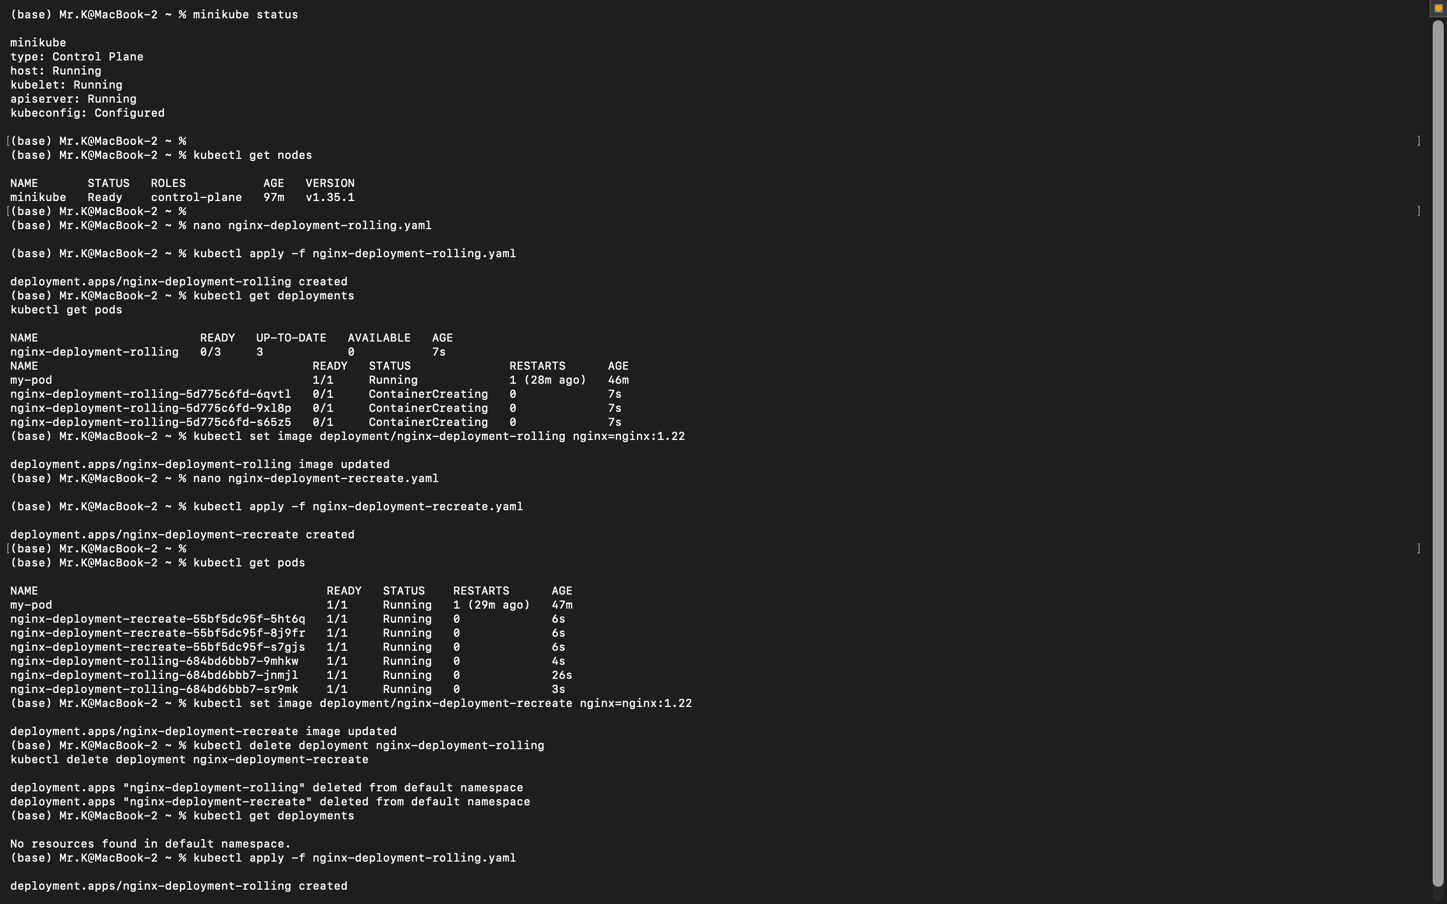 (base) Mr.K@MacBook-2 ~ % minikube status
minikube
type: Control Plane
host: Running
kubelet: Running
apiserver: Running
kubeconfig: Configured
[(base) Mr.K@MacBook-2 ~ % ]
(base) Mr.K@MacBook-2 ~ % kubectl get nodes
NAME       STATUS   ROLES           AGE   VERSION
minikube   Ready    control-plane   97m   v1.35.1
[(base) Mr.K@MacBook-2 ~ % ]
(base) Mr.K@MacBook-2 ~ % nano nginx-deployment-rolling.yaml
(base) Mr.K@MacBook-2 ~ % kubectl apply -f nginx-deployment-rolling.yaml
deployment.apps/nginx-deployment-rolling created
(base) Mr.K@MacBook-2 ~ % kubectl get deployments
kubectl get pods
NAME                       READY   UP-TO-DATE   AVAILABLE   AGE
nginx-deployment-rolling   0/3     3            0           7s
NAME                                       READY   STATUS              RESTARTS      AGE
my-pod                                     1/1     Running             1 (28m ago)   46m
nginx-deployment-rolling-5d775c6fd-6qvtl   0/1     ContainerCreating   0             7s
nginx-deployment-rolling-5d775c6fd-9xl8p   0/1     ContainerCreating   0             7s
nginx-deployment-rolling-5d775c6fd-s65z5   0/1     ContainerCreating   0             7s
(base) Mr.K@MacBook-2 ~ % kubectl set image deployment/nginx-deployment-rolling nginx=nginx:1.22
deployment.apps/nginx-deployment-rolling image updated
(base) Mr.K@MacBook-2 ~ % nano nginx-deployment-recreate.yaml
(base) Mr.K@MacBook-2 ~ % kubectl apply -f nginx-deployment-recreate.yaml
deployment.apps/nginx-deployment-recreate created
[(base) Mr.K@MacBook-2 ~ % ]
(base) Mr.K@MacBook-2 ~ % kubectl get pods
NAME                                         READY   STATUS    RESTARTS      AGE
my-pod                                       1/1     Running   1 (29m ago)   47m
nginx-deployment-recreate-55bf5dc95f-5ht6q   1/1     Running   0             6s
nginx-deployment-recreate-55bf5dc95f-8j9fr   1/1     Running   0             6s
nginx-deployment-recreate-55bf5dc95f-s7gjs   1/1     Running   0             6s
nginx-deployment-rolling-684bd6bbb7-9mhkw    1/1     Running   0             4s
nginx-deployment-rolling-684bd6bbb7-jnmjl    1/1     Running   0             26s
nginx-deployment-rolling-684bd6bbb7-sr9mk    1/1     Running   0             3s
(base) Mr.K@MacBook-2 ~ % kubectl set image deployment/nginx-deployment-recreate nginx=nginx:1.22
deployment.apps/nginx-deployment-recreate image updated
(base) Mr.K@MacBook-2 ~ % kubectl delete deployment nginx-deployment-rolling
kubectl delete deployment nginx-deployment-recreate
deployment.apps "nginx-deployment-rolling" deleted from default namespace
deployment.apps "nginx-deployment-recreate" deleted from default namespace
(base) Mr.K@MacBook-2 ~ % kubectl get deployments
No resources found in default namespace.
(base) Mr.K@MacBook-2 ~ % kubectl apply -f nginx-deployment-rolling.yaml
deployment.apps/nginx-deployment-rolling created